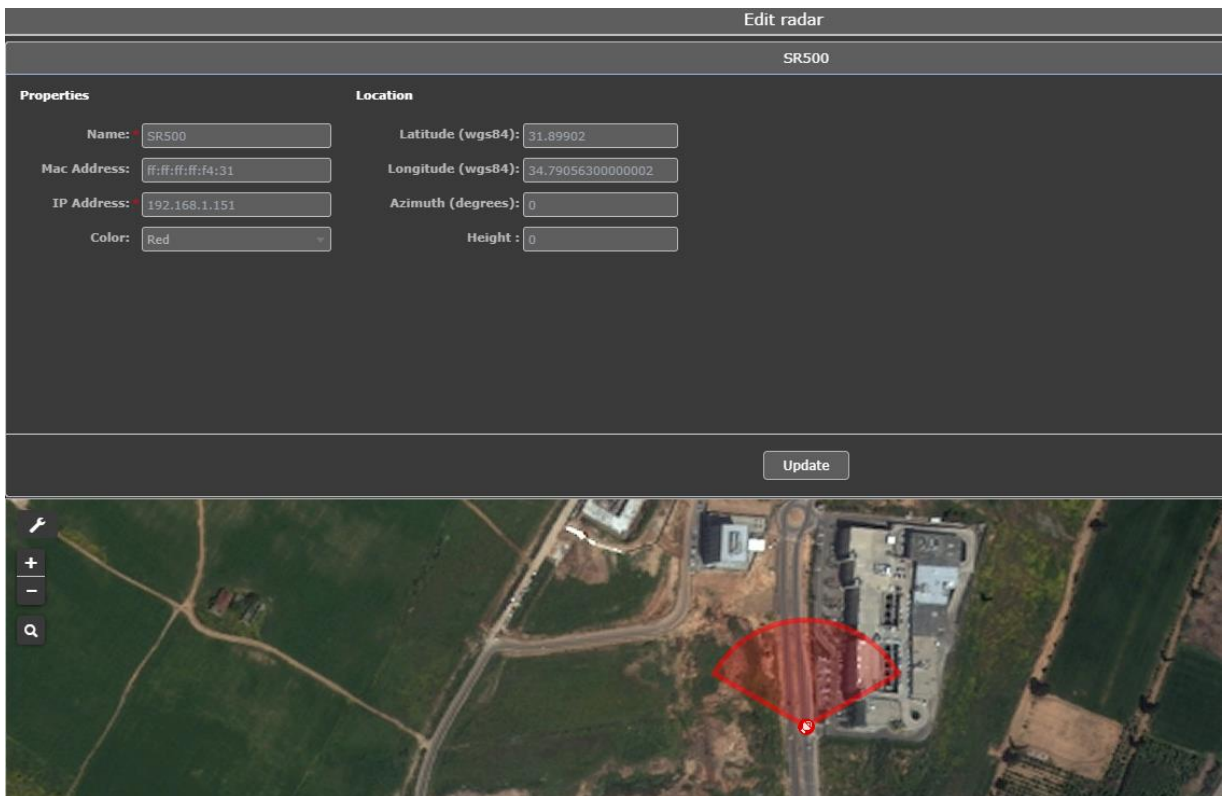 Edit radar
SR500
Properties
Location
Name:* SR500
Latitude (wgs84): 31.89902
Mac Address: ff:ff:ff:ff:f4:31
Longitude (wgs84): 34.79056300000002
IP Address:* 192.168.1.151
Azimuth (degrees): 0
Color: Red
Height : 0
Update
+
−